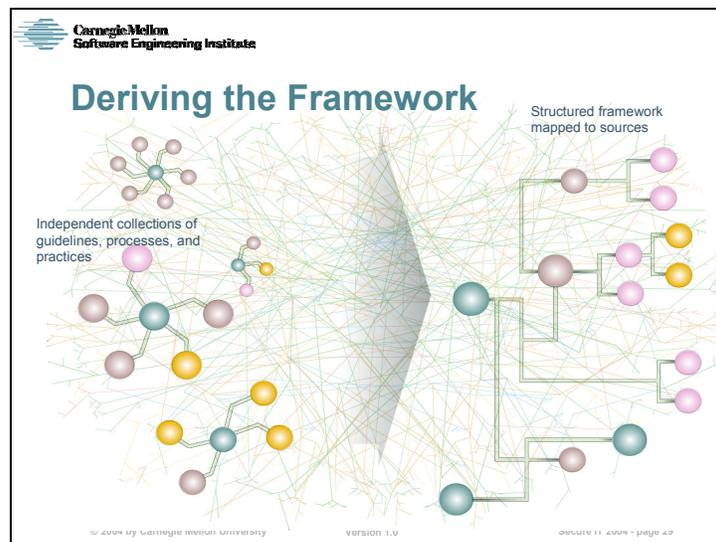 Carnegie Mellon
Software Engineering Institute
Deriving the Framework
Structured framework
mapped to sources
Independent collections of
guidelines, processes, and
practices
© 2004 by Carnegie Mellon University
Version 1.0
Secure IT 2004 - page 29